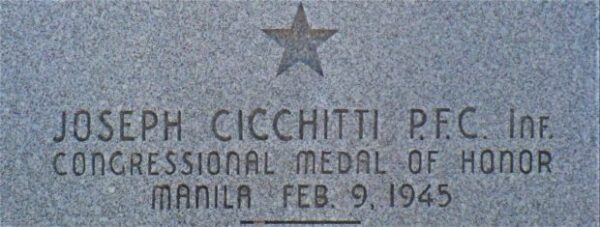 JOSEPH CICCHITTI P.F.C. INF.
CONGRESSIONAL MEDAL OF HONOR
MANILA FEB. 9, 1945